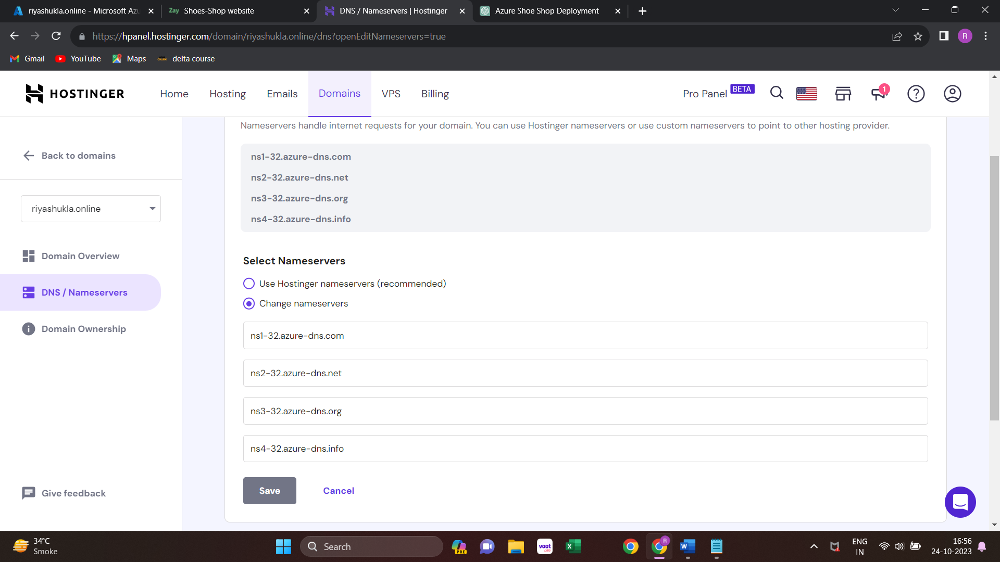 riyashukla.online - Microsoft Az
Zay Shoes-Shop website
DNS / Nameservers | Hostinger
Azure Shoe Shop Deployment
https://hpanel.hostinger.com/domain/riyashukla.online/dns?openEditNameservers=true
R
Gmail
YouTube
Maps
delta course
HOSTINGER
Home
Hosting
Emails
Domains
VPS
Billing
Pro Panel BETA
1
Nameservers handle internet requests for your domain. You can use Hostinger nameservers or use custom nameservers to point to other hosting provider.
Back to domains
riyashukla.online
Domain Overview
DNS / Nameservers
Domain Ownership
Give feedback
ns1-32.azure-dns.com
ns2-32.azure-dns.net
ns3-32.azure-dns.org
ns4-32.azure-dns.info
Select Nameservers
Use Hostinger nameservers (recommended)
Change nameservers
ns1-32.azure-dns.com
ns2-32.azure-dns.net
ns3-32.azure-dns.org
ns4-32.azure-dns.info
Save
Cancel
34°C
Smoke
Search
PRE
voot
R
ENG
IN
16:56
24-10-2023